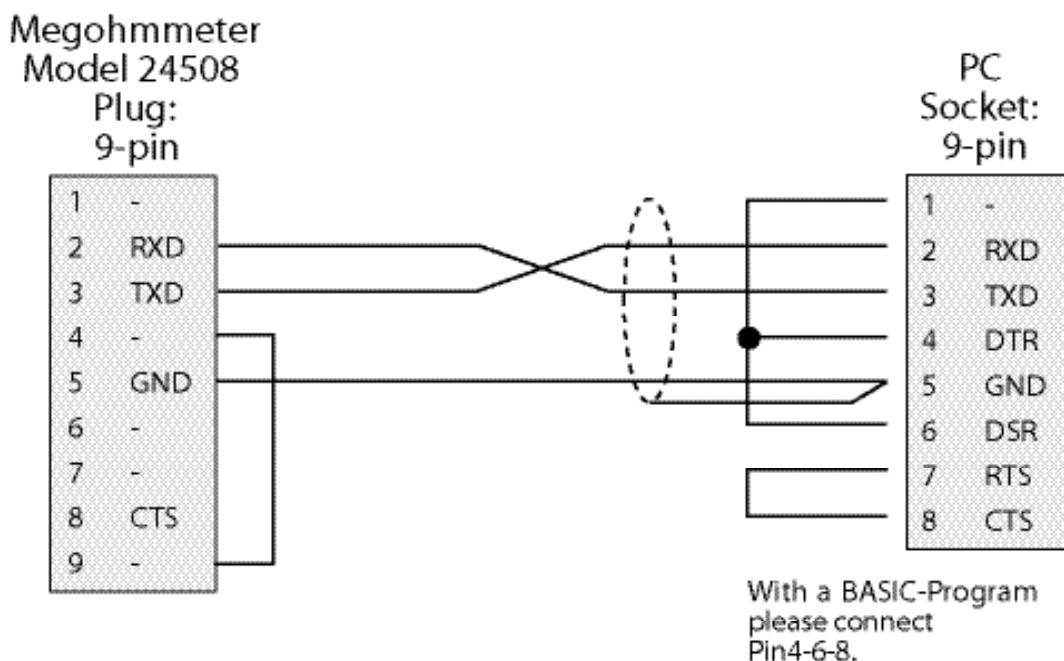 Megohmmeter
Model 24508
Plug:
9-pin
1 -
2 RXD
3 TXD
4 -
5 GND
6 -
7 -
8 CTS
9 -
PC
Socket:
9-pin
1 -
2 RXD
3 TXD
4 DTR
5 GND
6 DSR
7 RTS
8 CTS
With a BASIC-Program
please connect
Pin4-6-8.